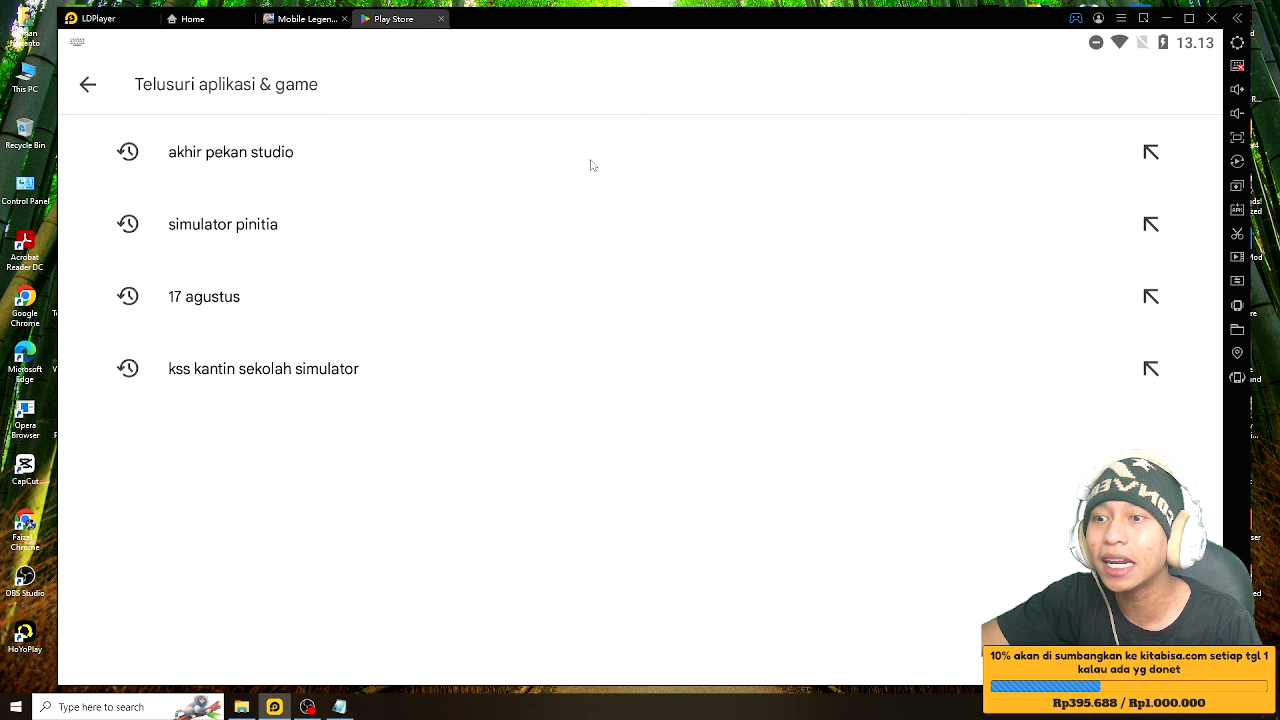 LDPlayer
Home
Mobile Legen...
Play Store
13.13
Telusuri aplikasi & game
akhir pekan studio
simulator pinitia
17 agustus
kss kantin sekolah simulator
This PC
Recycle Bin
Control Panel
Acrobat
Reader DC
Google
Chrome
Microsoft
Edge
Opera
Browser
CapCut
Faizal -
Chrome
OBS Studio
HoYoPlay
10% akan di sumbangkan ke kitabisa.com setiap tgl 1
kalau ada yg donet
Rp395.688 / Rp1.000.000
Type here to search